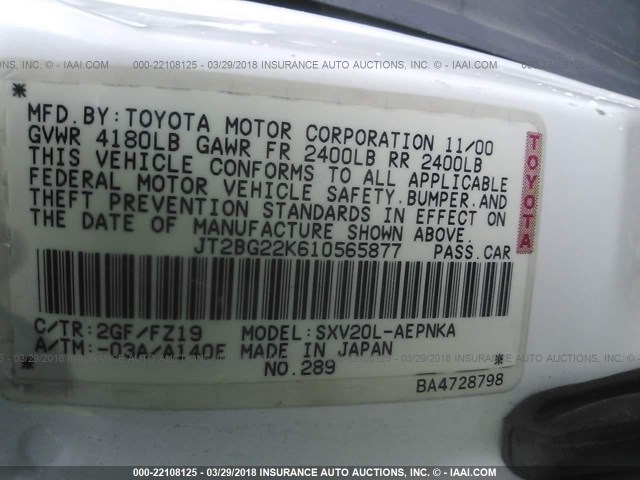 000-22108125 - 03/29/2018 - INSURANCE AUTO AUCTIONS, INC. - © - IAAI.COM
MFD.BY:TOYOTA MOTOR CORPORATION 11/00
GVWR 4180LB GAWR FR 2400LB RR 2400LB
THIS VEHICLE CONFORMS TO ALL APPLICABLE
FEDERAL MOTOR VEHICLE SAFETY,BUMPER,AND
THEFT PREVENTION STANDARDS IN EFFECT ON
THE DATE OF MANUFACTURE SHOWN ABOVE.
JT2BG22K610565877 PASS.CAR
TOYOTA
C/TR:2GF/FZ19 MODEL:SXV20L-AEPNKA
A/TM:-03A/A140E MADE IN JAPAN
NO.289
BA4728798
000-22108125 - 03/29/2018 - INSURANCE AUTO AUCTIONS, INC. - © - IAAI.COM